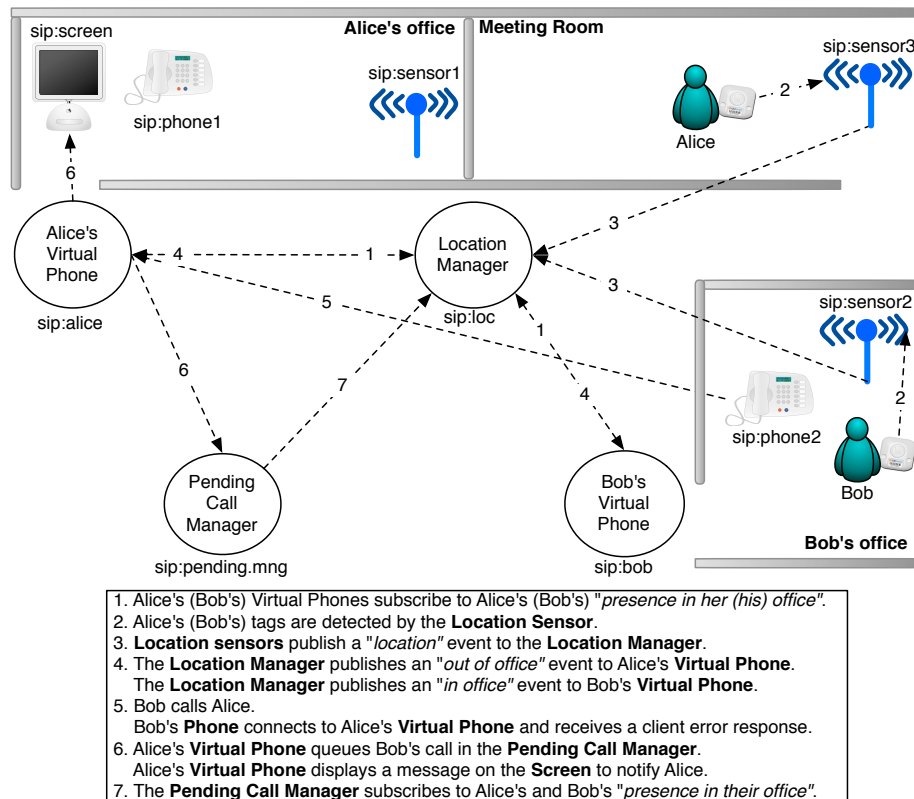 sip:screen
Alice's office
Meeting Room
sip:sensor3
sip:sensor1
sip:phone1
2
Alice
6
3
Alice's
Virtual
Phone
4
1
Location
Manager
3
sip:alice
5
sip:loc
sip:sensor2
1
6
7
4
2
sip:phone2
Pending
Call
Manager
Bob's
Virtual
Phone
Bob
Bob's office
sip:pending.mng
sip:bob
1. Alice's (Bob's) Virtual Phones subscribe to Alice's (Bob's) "presence in her (his) office".
2. Alice's (Bob's) tags are detected by the Location Sensor.
3. Location sensors publish a "location" event to the Location Manager.
4. The Location Manager publishes an "out of office" event to Alice's Virtual Phone.
The Location Manager publishes an "in office" event to Bob's Virtual Phone.
5. Bob calls Alice.
Bob's Phone connects to Alice's Virtual Phone and receives a client error response.
6. Alice's Virtual Phone queues Bob's call in the Pending Call Manager.
Alice's Virtual Phone displays a message on the Screen to notify Alice.
7. The Pending Call Manager subscribes to Alice's and Bob's "presence in their office".